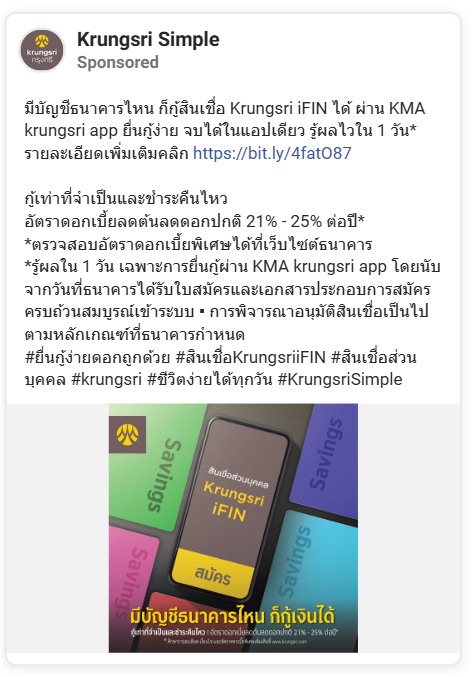 Krungsri Simple
Sponsored
krungsri
กรุงศรี
มีบัญชีธนาคารไหน ก็กู้สินเชื่อ Krungsri iFIN ได้ ผ่าน KMA
krungsri app ยื่นกู้ง่าย จบได้ในแอปเดียว รู้ผลไวใน 1 วัน*
รายละเอียดเพิ่มเติมคลิก https://bit.ly/4fatO87
กู้เท่าที่จำเป็นและชำระคืนไหว
อัตราดอกเบี้ยลดต้นลดดอกปกติ 21% - 25% ต่อปี*
*ตรวจสอบอัตราดอกเบี้ยพิเศษได้ที่เว็บไซต์ธนาคาร
*รู้ผลใน 1 วัน เฉพาะการยื่นกู้ผ่าน KMA krungsri app โดยนับ
จากวันที่ธนาคารได้รับใบสมัครและเอกสารประกอบการสมัคร
ครบถ้วนสมบูรณ์เข้าระบบ ▪ การพิจารณาอนุมัติสินเชื่อเป็นไป
ตามหลักเกณฑ์ที่ธนาคารกำหนด
#ยื่นกู้ง่ายดอกถูกด้วย #สินเชื่อKrungsriiFIN #สินเชื่อส่วน
บุคคล #krungsri #ชีวิตง่ายได้ทุกวัน #KrungsriSimple
Savings
Savings
Savings
Savings
สินเชื่อส่วนบุคคล
Krungsri
iFIN
สมัคร
มีบัญชีธนาคารไหน ก็กู้เงินได้
กู้เท่าที่จำเป็นและชำระคืนไหว | อัตราดอกเบี้ยลดต้นลดดอกปกติ 21% - 25% ต่อปี*